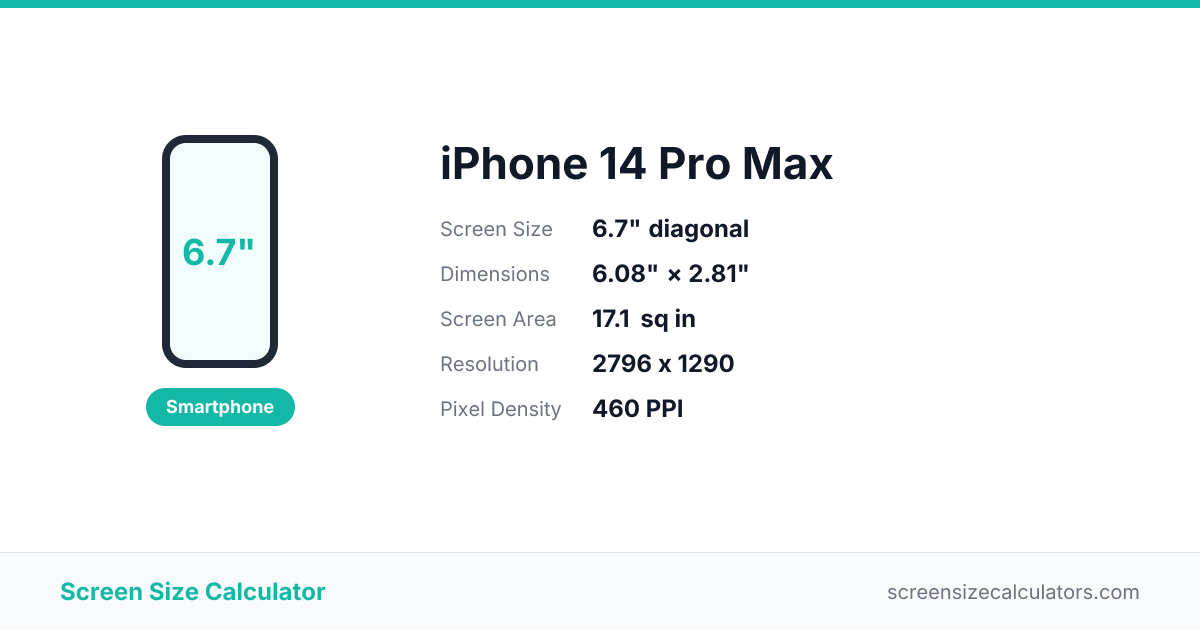 6.7"
Smartphone
iPhone 14 Pro Max
Screen Size 6.7" diagonal
Dimensions 6.08" × 2.81"
Screen Area 17.1 sq in
Resolution 2796 x 1290
Pixel Density 460 PPI
Screen Size Calculator
screensizecalculators.com